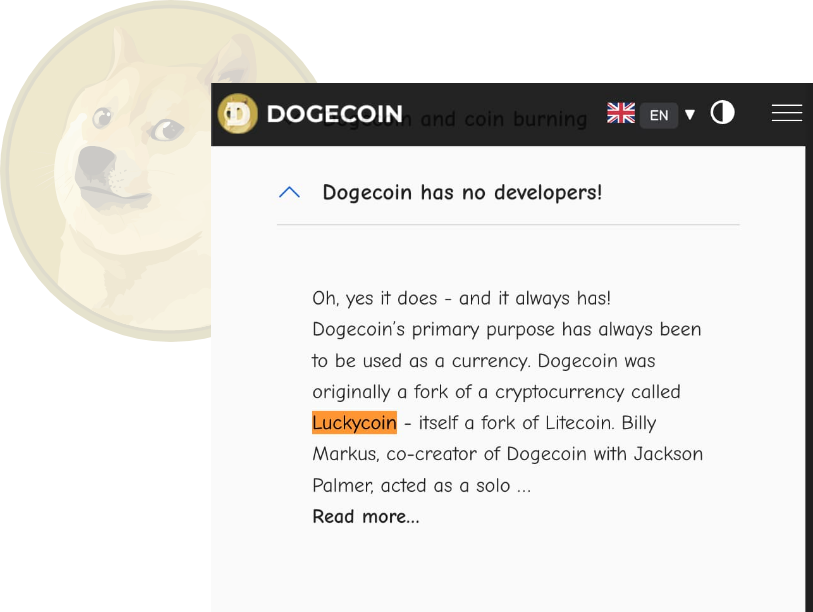 DOGECOIN
Dogecoin and coin burning
EN
Dogecoin has no developers!
Oh, yes it does - and it always has!
Dogecoin's primary purpose has always been
to be used as a currency. Dogecoin was
originally a fork of a cryptocurrency called
Luckycoin - itself a fork of Litecoin. Billy
Markus, co-creator of Dogecoin with Jackson
Palmer, acted as a solo ...
Read more...